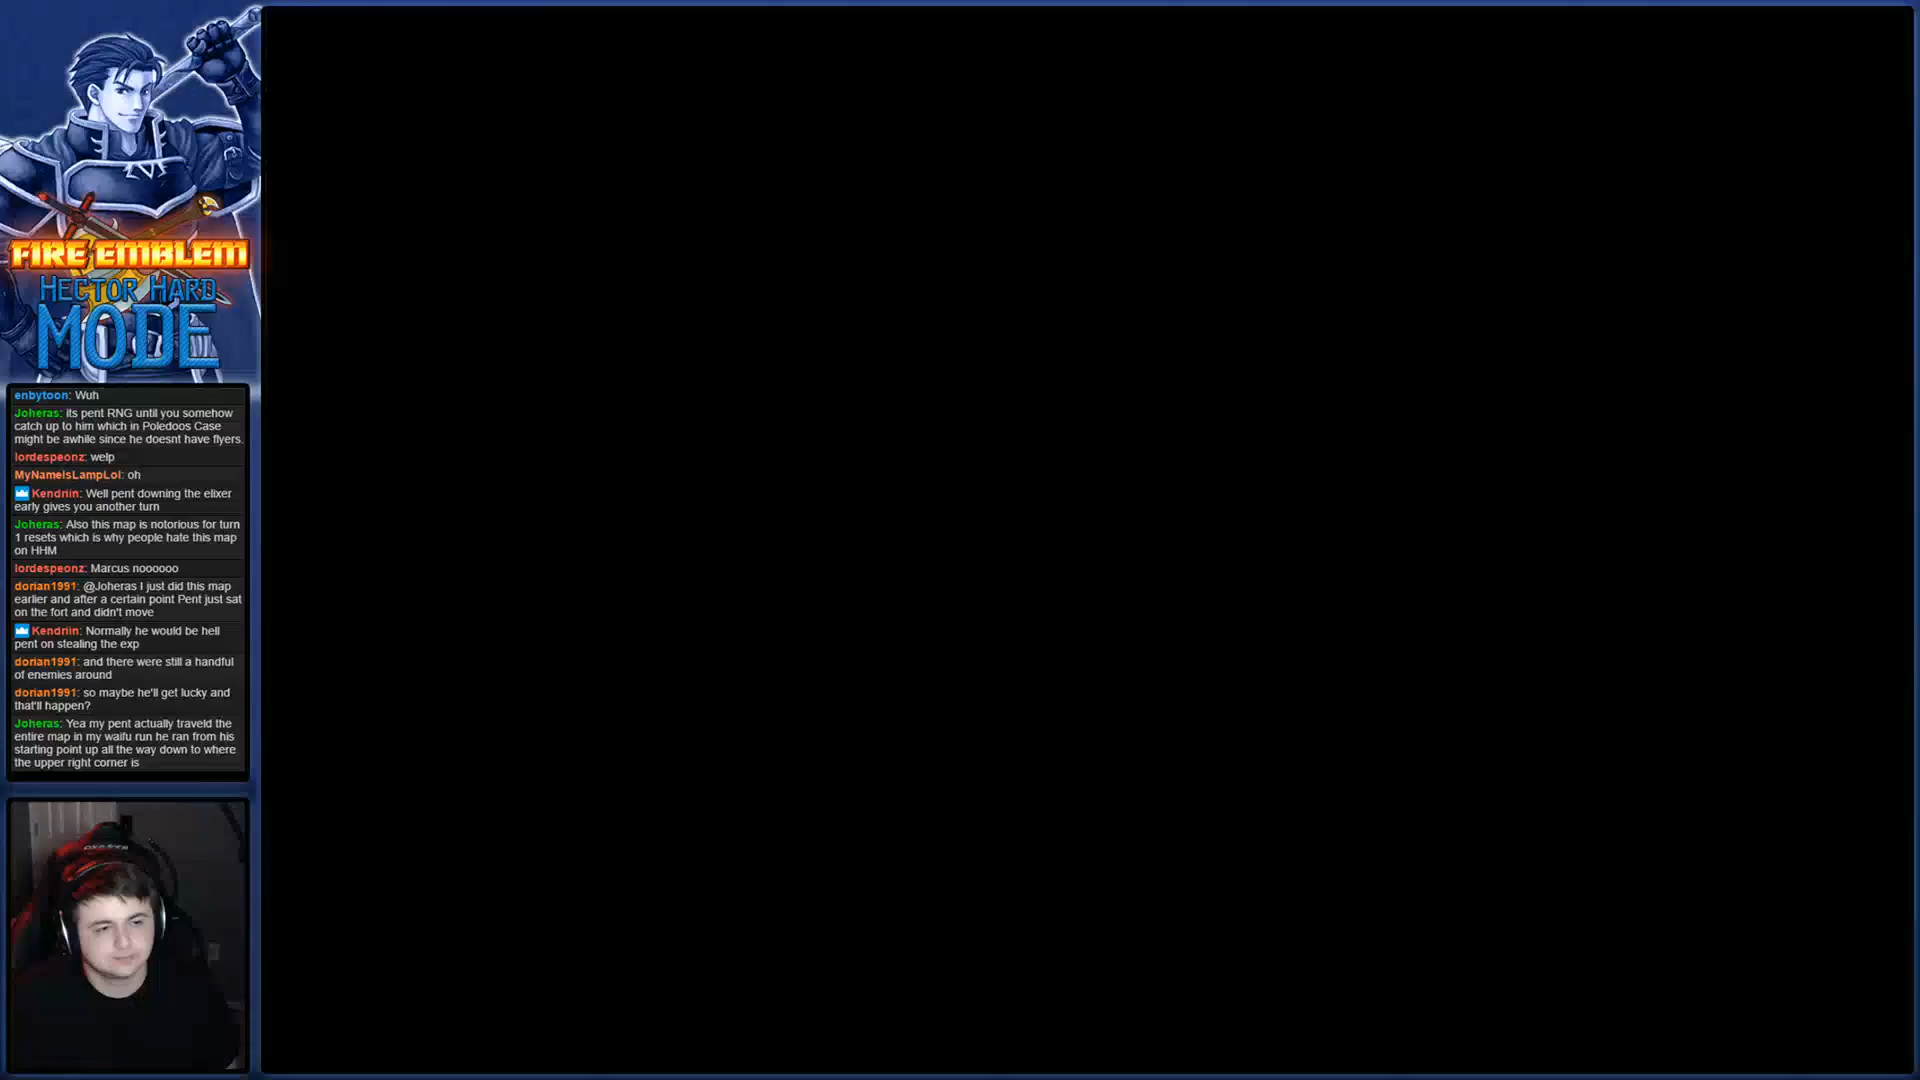 FIRE EMBLEM
HECTOR HARD
MODE
enbytoon: Wuh
Joheras: its pent RNG until you somehow
catch up to him which in Poledoos Case
might be awhile since he doesnt have flyers.
lordespeonz: welp
MyNameIsLampLol: oh
Kendriin: Well pent downing the elixer
early gives you another turn
Joheras: Also this map is notorious for turn
1 resets which is why people hate this map
on HHM
lordespeonz: Marcus noooooo
dorian1991: @Joheras I just did this map
earlier and after a certain point Pent just sat
on the fort and didn't move
Kendriin: Normally he would be hell
pent on stealing the exp
dorian1991: and there were still a handful
of enemies around
dorian1991: so maybe he'll get lucky and
that'll happen?
Joheras: Yea my pent actually traveld the
entire map in my waifu run he ran from his
starting point up all the way down to where
the upper right corner is